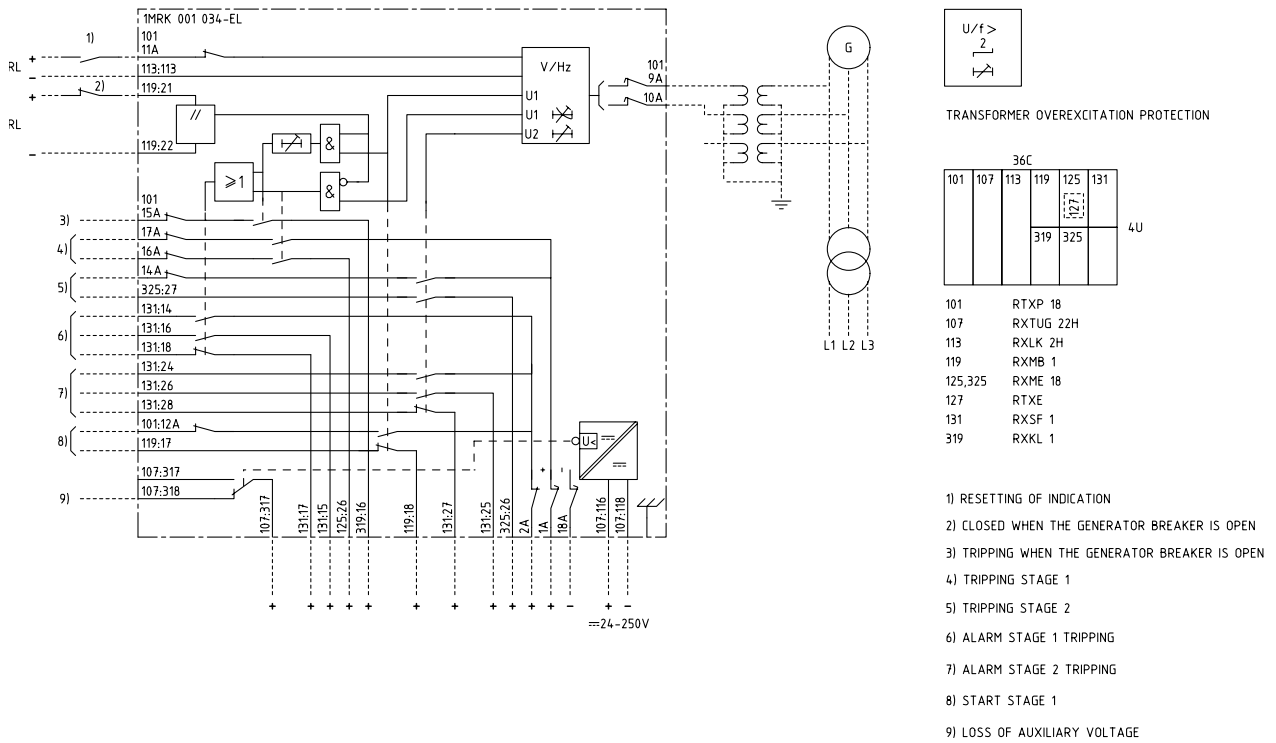 1MRK 001 034-EL
101
11A
113:113
119:21
119:22
1)
2)
RL + -
RL + -
//
≥1
&
&
V/Hz
U1
U1
U2
101
9A
10A
G
L1 L2 L3
101
15A
17A
16A
14A
325:27
131:14
131:16
131:18
131:24
131:26
131:28
101:12A
119:17
107:317
107:318
3)
4)
5)
6)
7)
8)
9)
U<
107:317
131:17
131:15
125:26
319:16
119:18
131:27
131:25
325:26
2A
1A
18A
107:116
107:118
+ -
+ + + + + + + + + + + - + -
24-250V
U/f >
2
TRANSFORMER OVEREXCITATION PROTECTION
36C
101 107 113 119 125 131
127
319 325
4U
101 RTXP 18
107 RXTUG 22H
113 RXLK 2H
119 RXMB 1
125,325 RXME 18
127 RTXE
131 RXSF 1
319 RXKL 1
1) RESETTING OF INDICATION
2) CLOSED WHEN THE GENERATOR BREAKER IS OPEN
3) TRIPPING WHEN THE GENERATOR BREAKER IS OPEN
4) TRIPPING STAGE 1
5) TRIPPING STAGE 2
6) ALARM STAGE 1 TRIPPING
7) ALARM STAGE 2 TRIPPING
8) START STAGE 1
9) LOSS OF AUXILIARY VOLTAGE